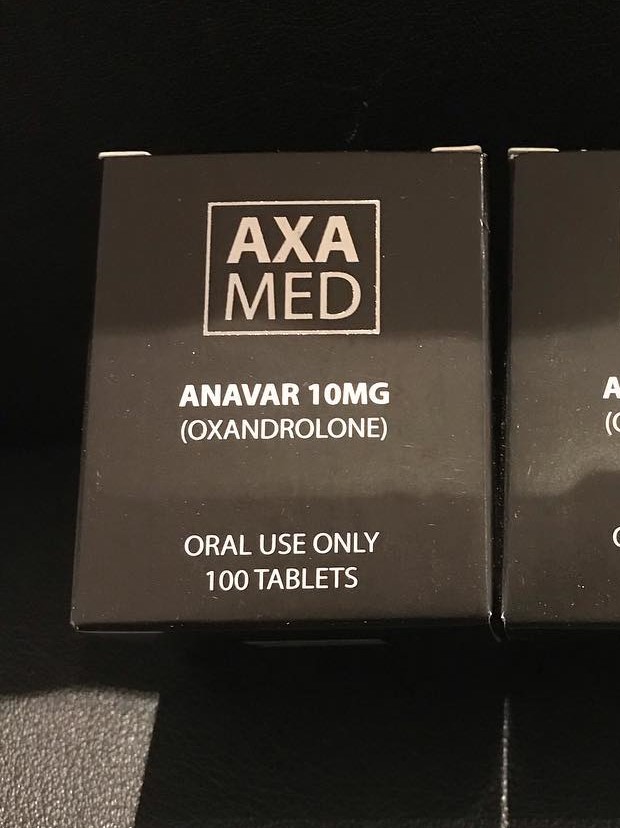 AXA
MED
ANAVAR 10MG
(OXANDROLONE)
ORAL USE ONLY
100 TABLETS